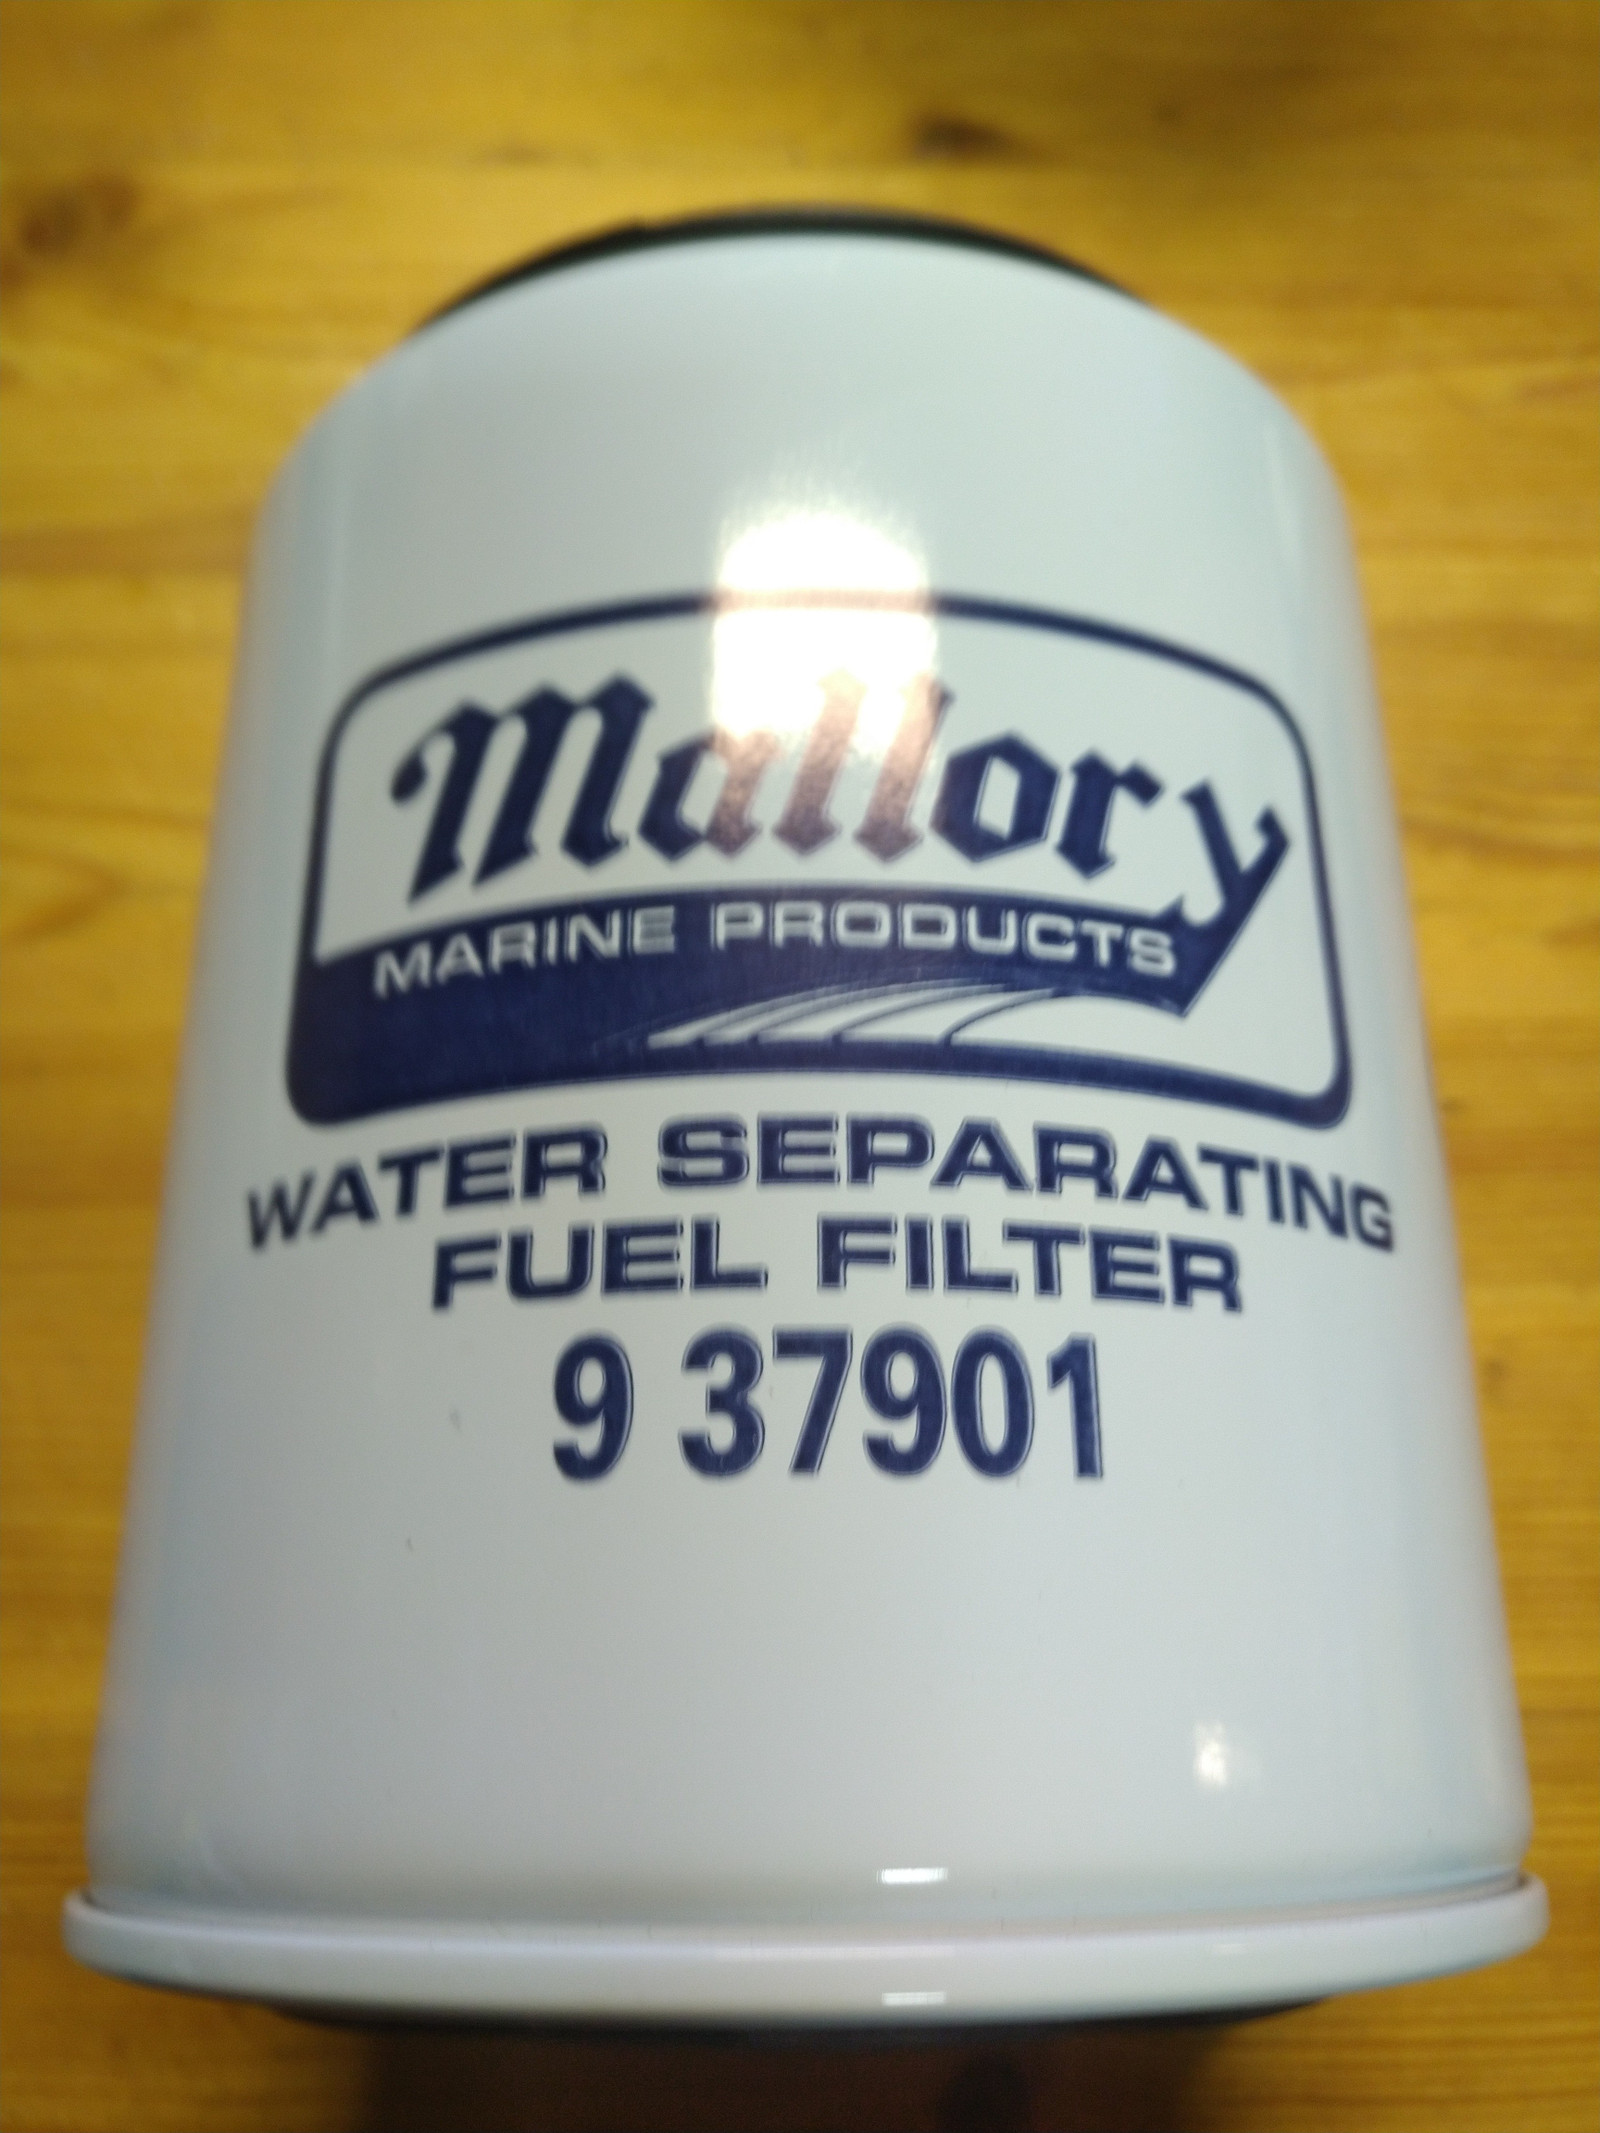 Mallory
MARINE PRODUCTS
WATER SEPARATING
FUEL FILTER
9 37901